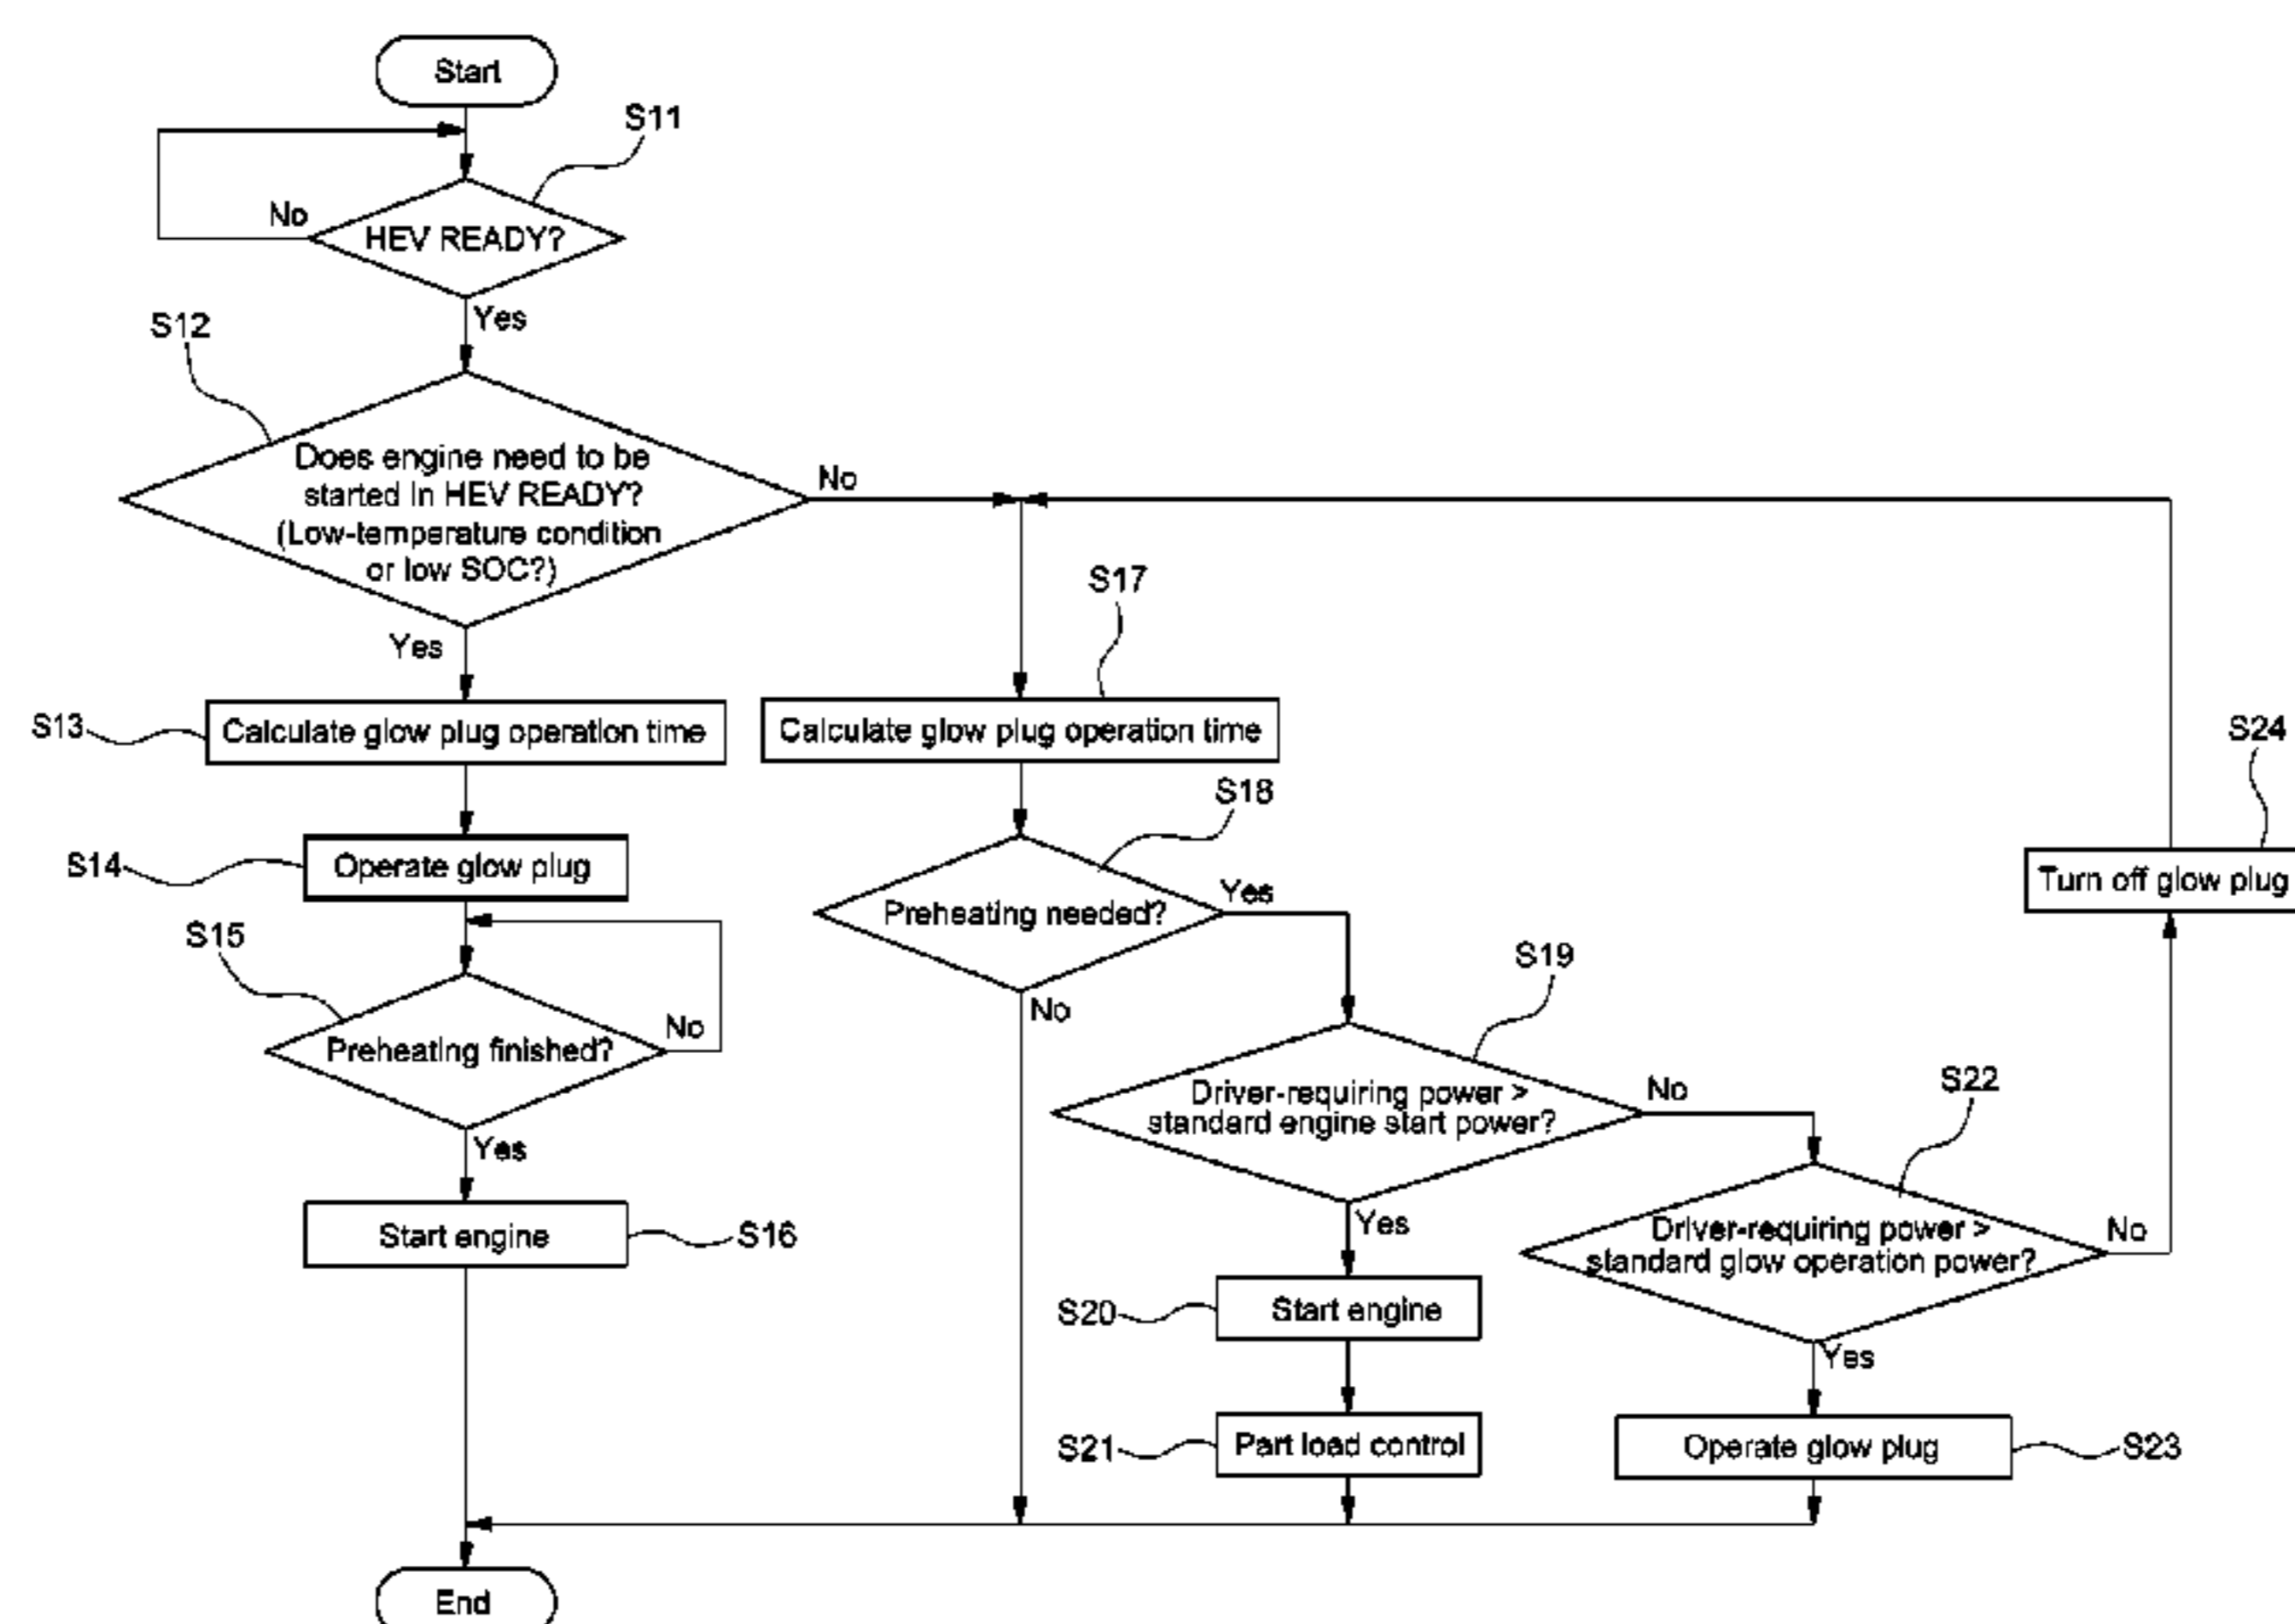 Start
S11
No
HEV READY?
Yes
S12
Does engine need to be
started in HEV READY?
(Low-temperature condition
or low SOC?)
No
Yes
S17
S13
Calculate glow plug operation time
Calculate glow plug operation time
S24
S18
S14
Operate glow plug
Turn off glow plug
Preheating needed?
Yes
No
S15
Preheating finished?
No
Yes
S19
Driver-requiring power >
standard engine start power?
No
Yes
S22
Driver-requiring power >
standard glow operation power?
No
Yes
Start engine
S16
S20
Start engine
S21
Part load control
Operate glow plug
S23
End